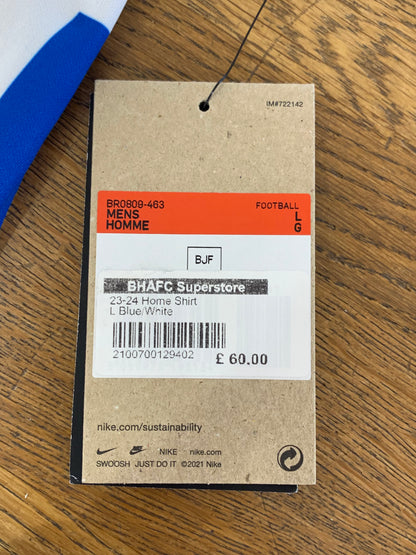 IM#722142
BR0809-463 FOOTBALL
MENS L
HOMME G
BJF
BHAFC Superstore
23-24 Home Shirt
L Blue/White
2100700129402 £ 60.00
nike.com/sustainability
NIKE nike.com
SWOOSH JUST DO IT ©2021 Nike